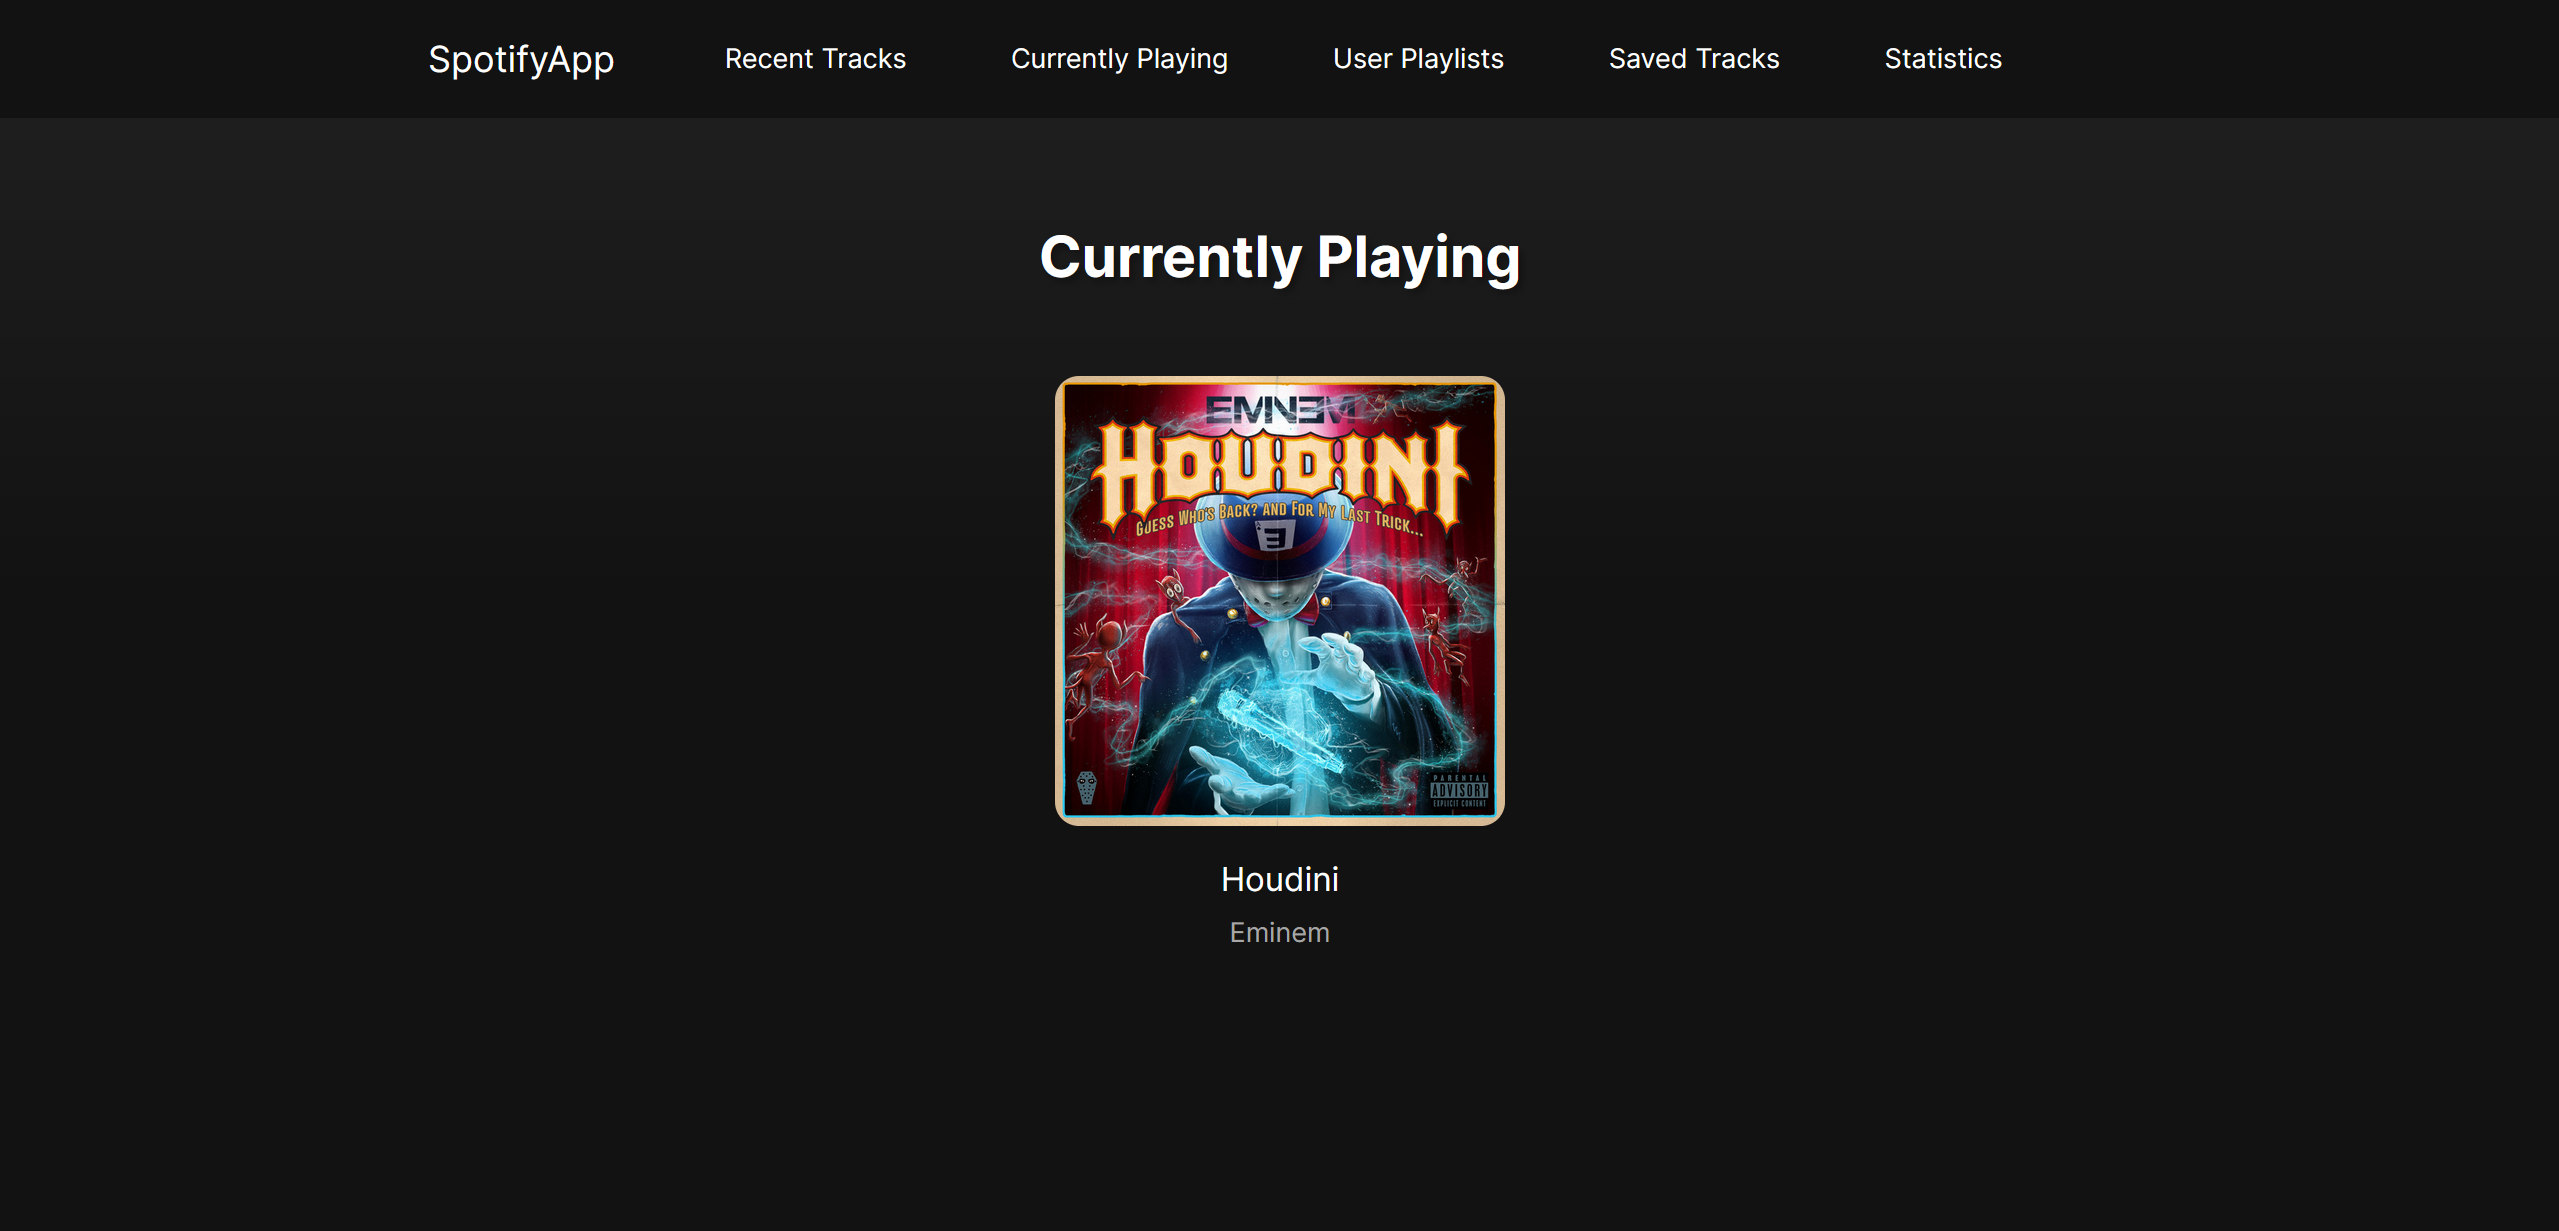 SpotifyApp
Recent Tracks
Currently Playing
User Playlists
Saved Tracks
Statistics
Currently Playing
EMINEM
HOUDINI
GUESS WHO'S BACK? AND FOR MY LAST TRICK...
E
PARENTAL
ADVISORY
EXPLICIT CONTENT
Houdini
Eminem